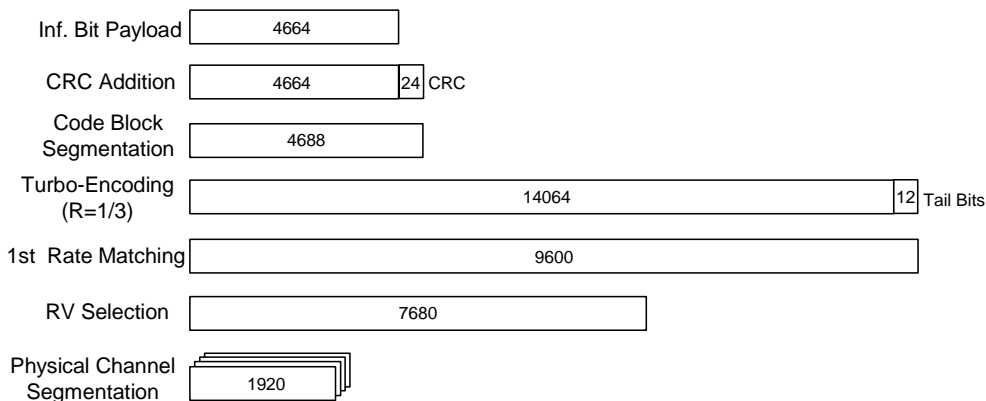 Inf. Bit Payload 4664
CRC Addition 4664 24 CRC
Code Block
Segmentation 4688
Turbo-Encoding
(R=1/3) 14064 12 Tail Bits
1st Rate Matching 9600
RV Selection 7680
Physical Channel
Segmentation 1920